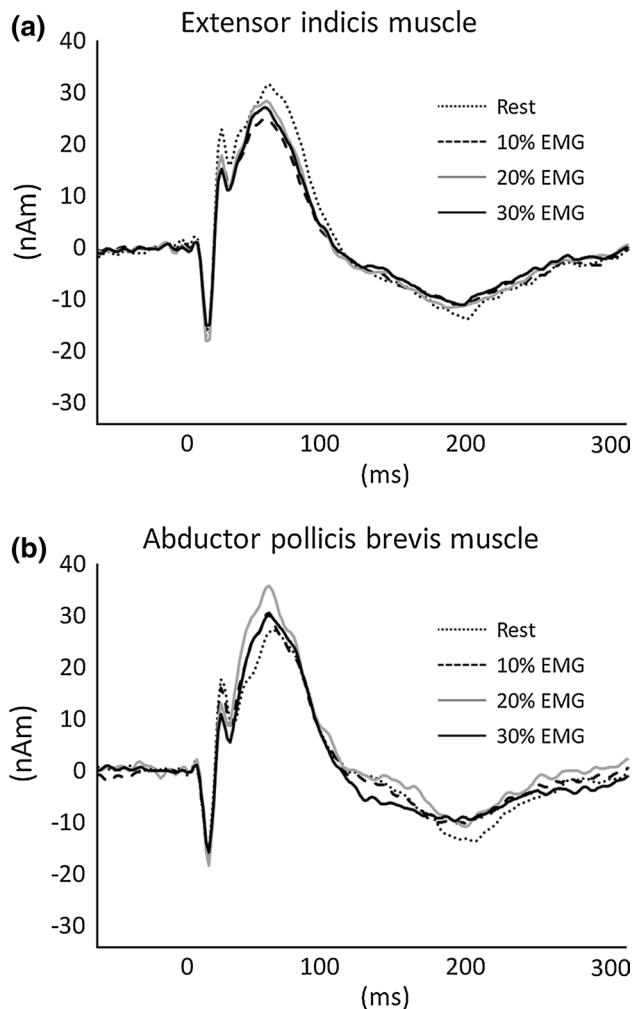 (a) Extensor indicis muscle
40
30
20
10
0
-10
-20
-30
(nAm)
Rest
10% EMG
20% EMG
30% EMG
0 100 200 300
(ms)
(b) Abductor pollicis brevis muscle
40
30
20
10
0
-10
-20
-30
(nAm)
Rest
10% EMG
20% EMG
30% EMG
0 100 200 300
(ms)